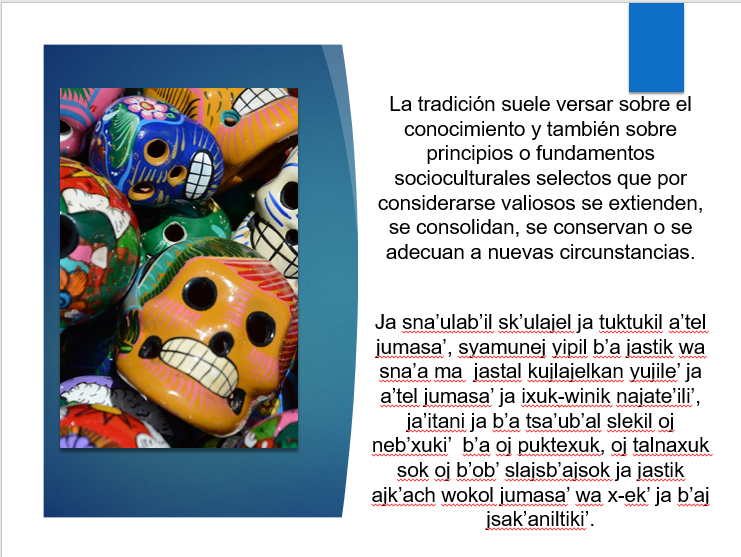 La tradición suele versar sobre el
conocimiento y también sobre
principios o fundamentos
socioculturales selectos que por
considerarse valiosos se extienden,
se consolidan, se conservan o se
adecuan a nuevas circunstancias.
Ja sna’ulab’il sk’ulajel ja tuktukil a’tel
jumasa’, syamunej yipil b’a jastik wa
sna’a ma jastal kujlajelkan yujile’ ja
a’tel jumasa’ ja ixuk-winik najate’ili’,
ja’itani ja b’a tsa’ub’al slekil oj
neb’xuki’ b’a oj puktexuk, oj talnaxuk
sok oj b’ob’ slajsb’ajsok ja jastik
ajk’ach wokol jumasa’ wa x-ek’ ja b’aj
jsak’aniltiki’.